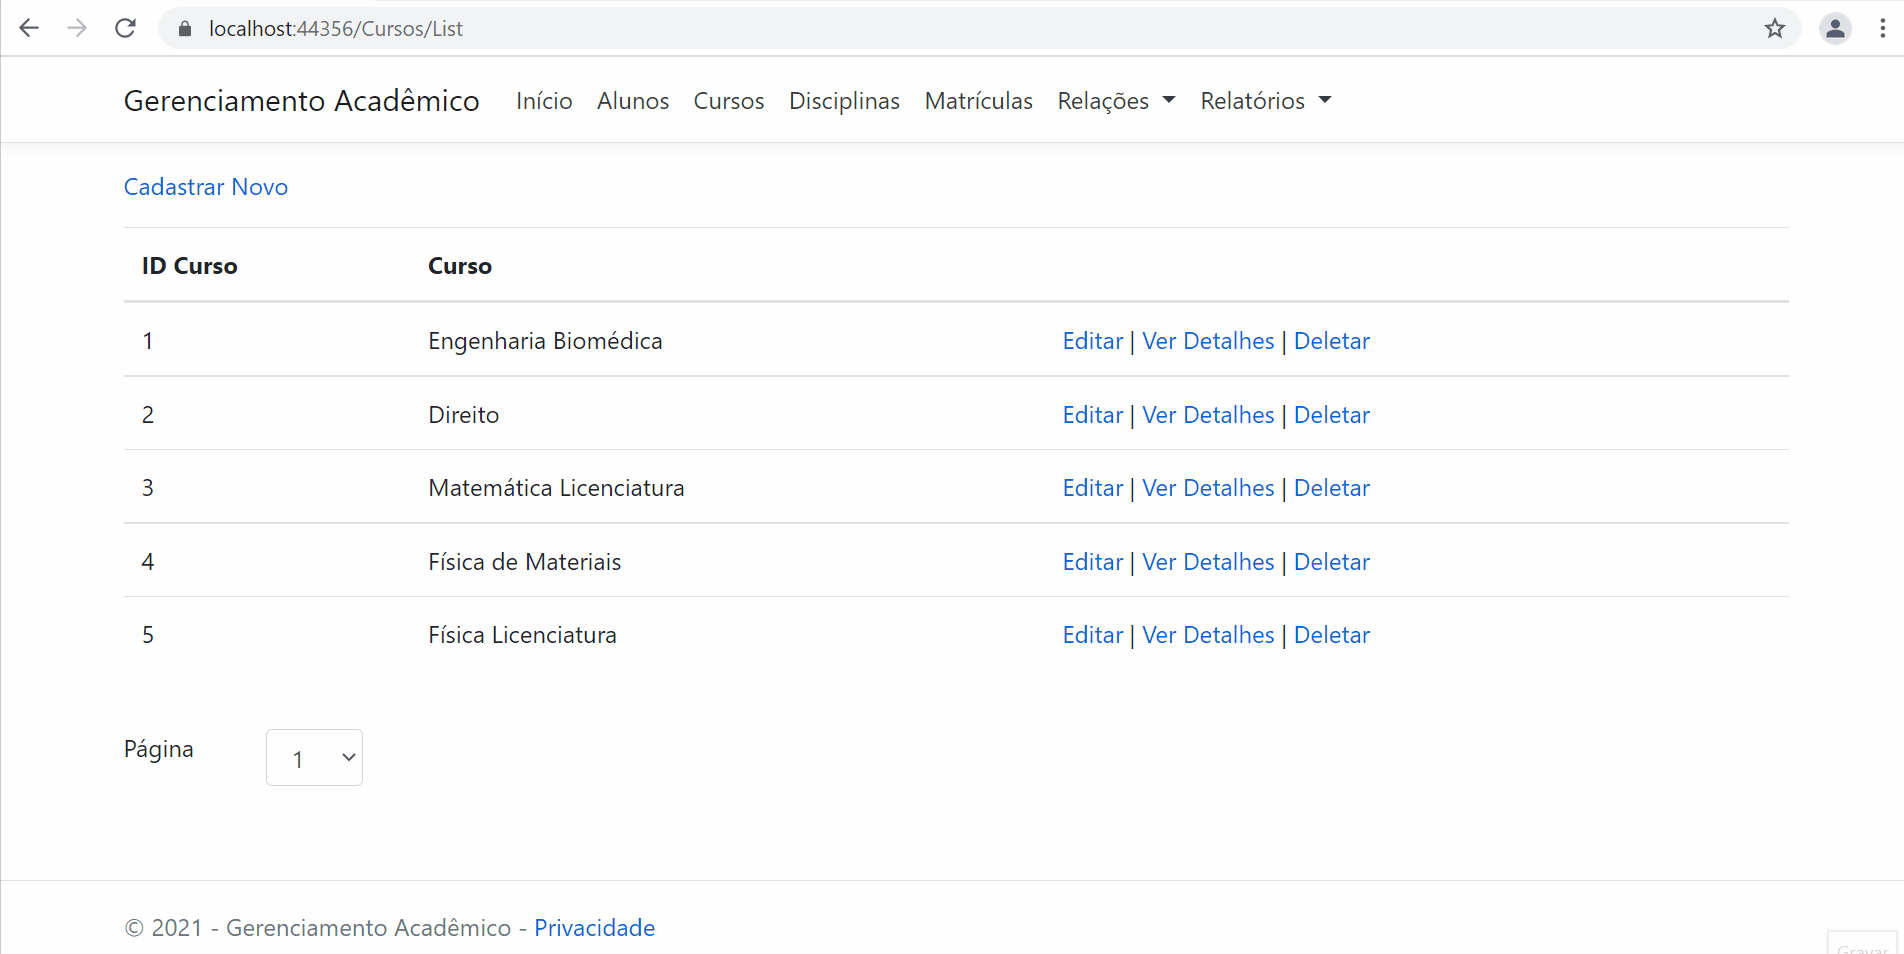 localhost:44356/Cursos/List
Gerenciamento Acadêmico Início Alunos Cursos Disciplinas Matrículas Relações Relatórios
Cadastrar Novo
ID Curso Curso
1 Engenharia Biomédica Editar | Ver Detalhes | Deletar
2 Direito Editar | Ver Detalhes | Deletar
3 Matemática Licenciatura Editar | Ver Detalhes | Deletar
4 Física de Materiais Editar | Ver Detalhes | Deletar
5 Física Licenciatura Editar | Ver Detalhes | Deletar
Página 1
© 2021 - Gerenciamento Acadêmico - Privacidade
Gravar